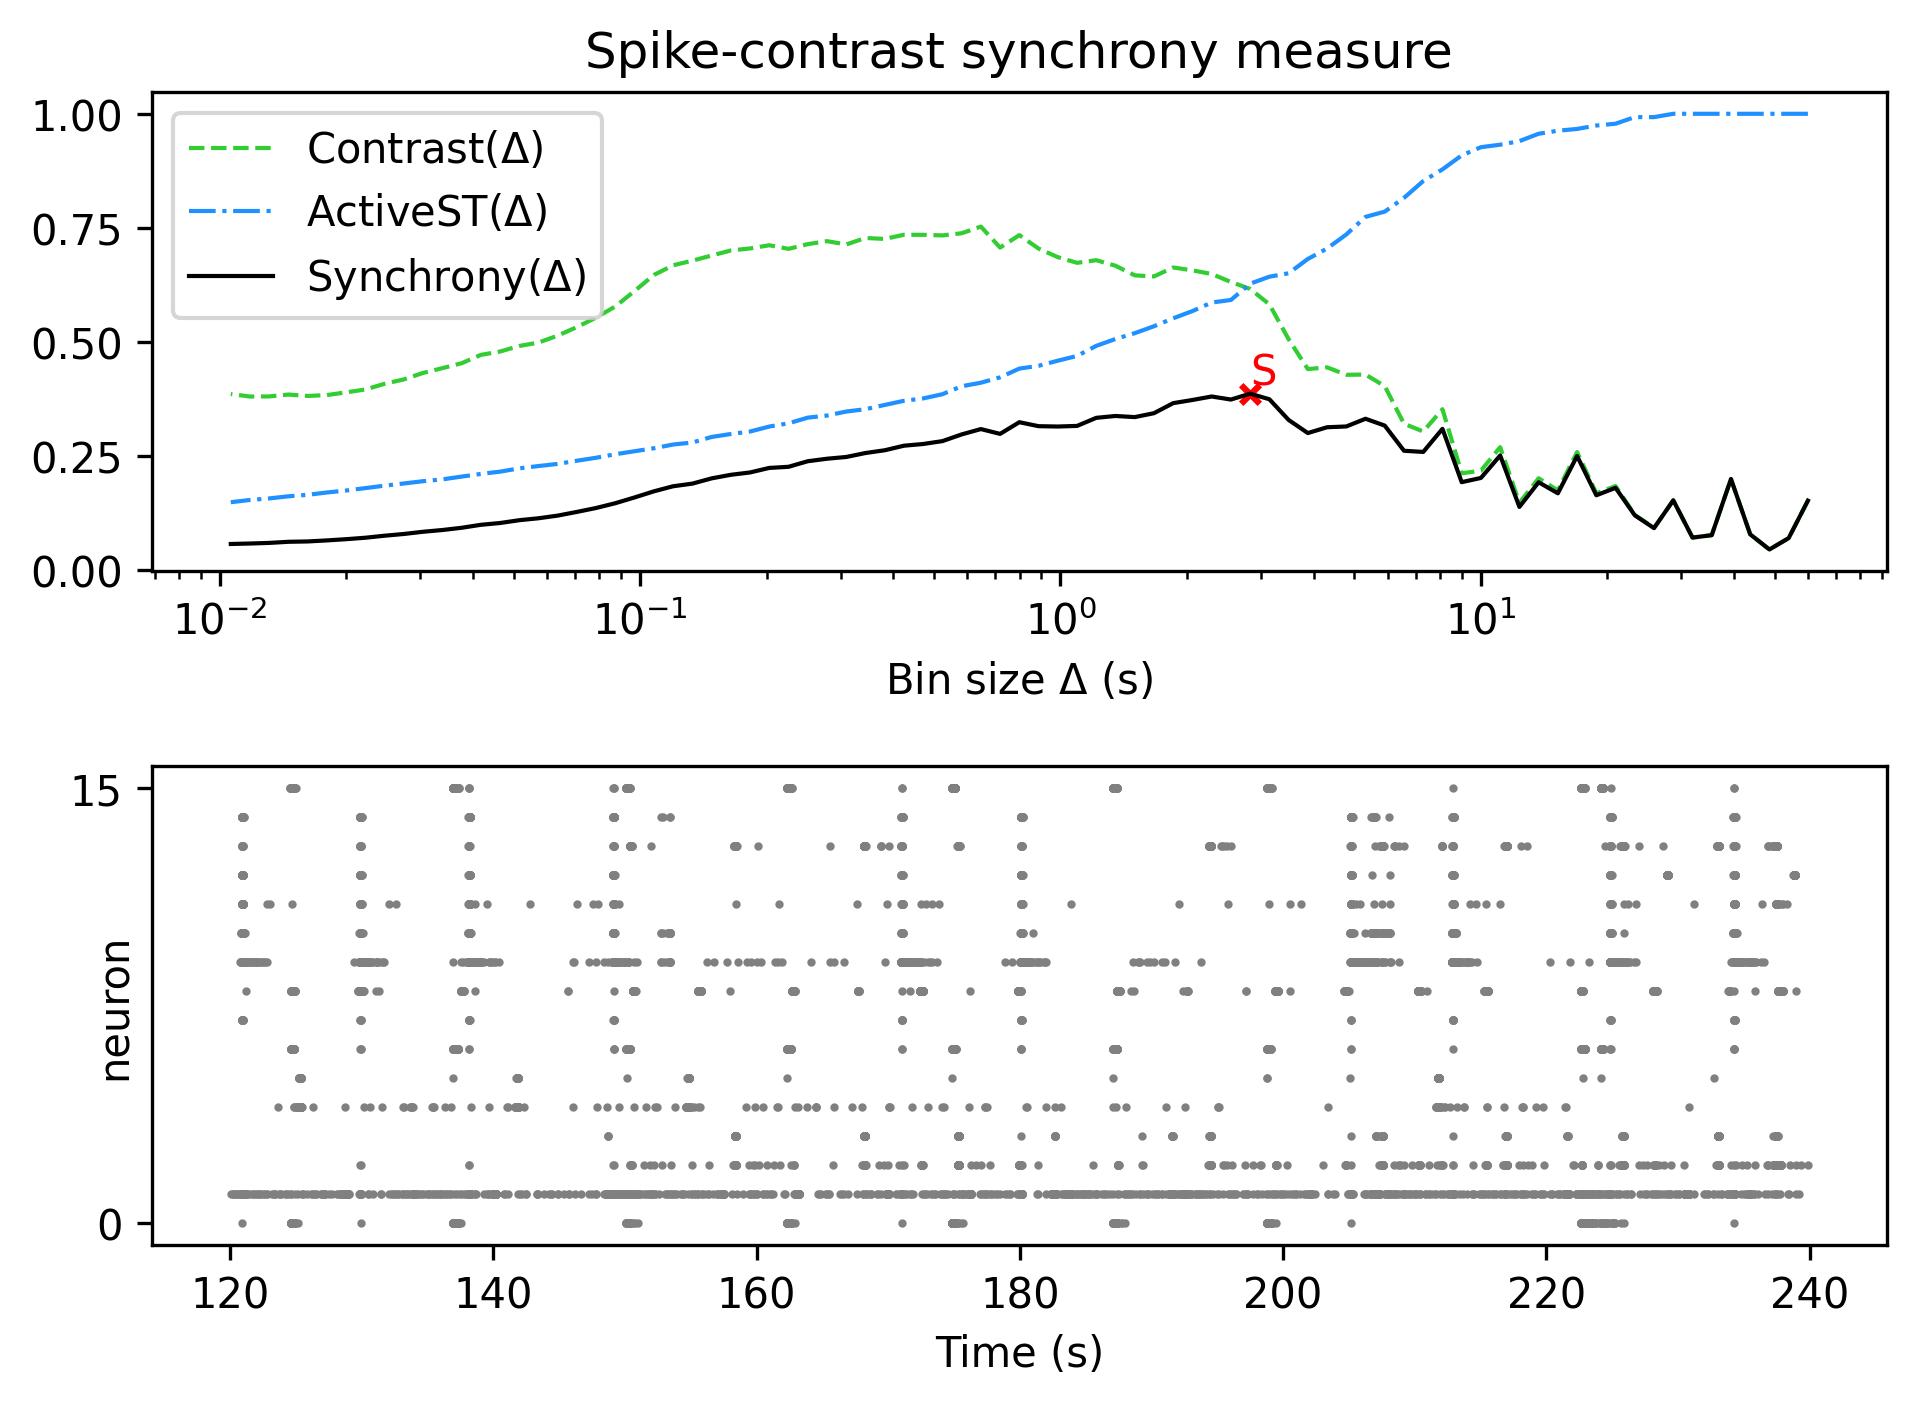 Spike-contrast synchrony measure
1.00
0.75
0.50
0.25
0.00
Contrast(Δ)
ActiveST(Δ)
Synchrony(Δ)
S
10⁻² 10⁻¹ 10⁰ 10¹
Bin size Δ (s)
15
0
neuron
120 140 160 180 200 220 240
Time (s)